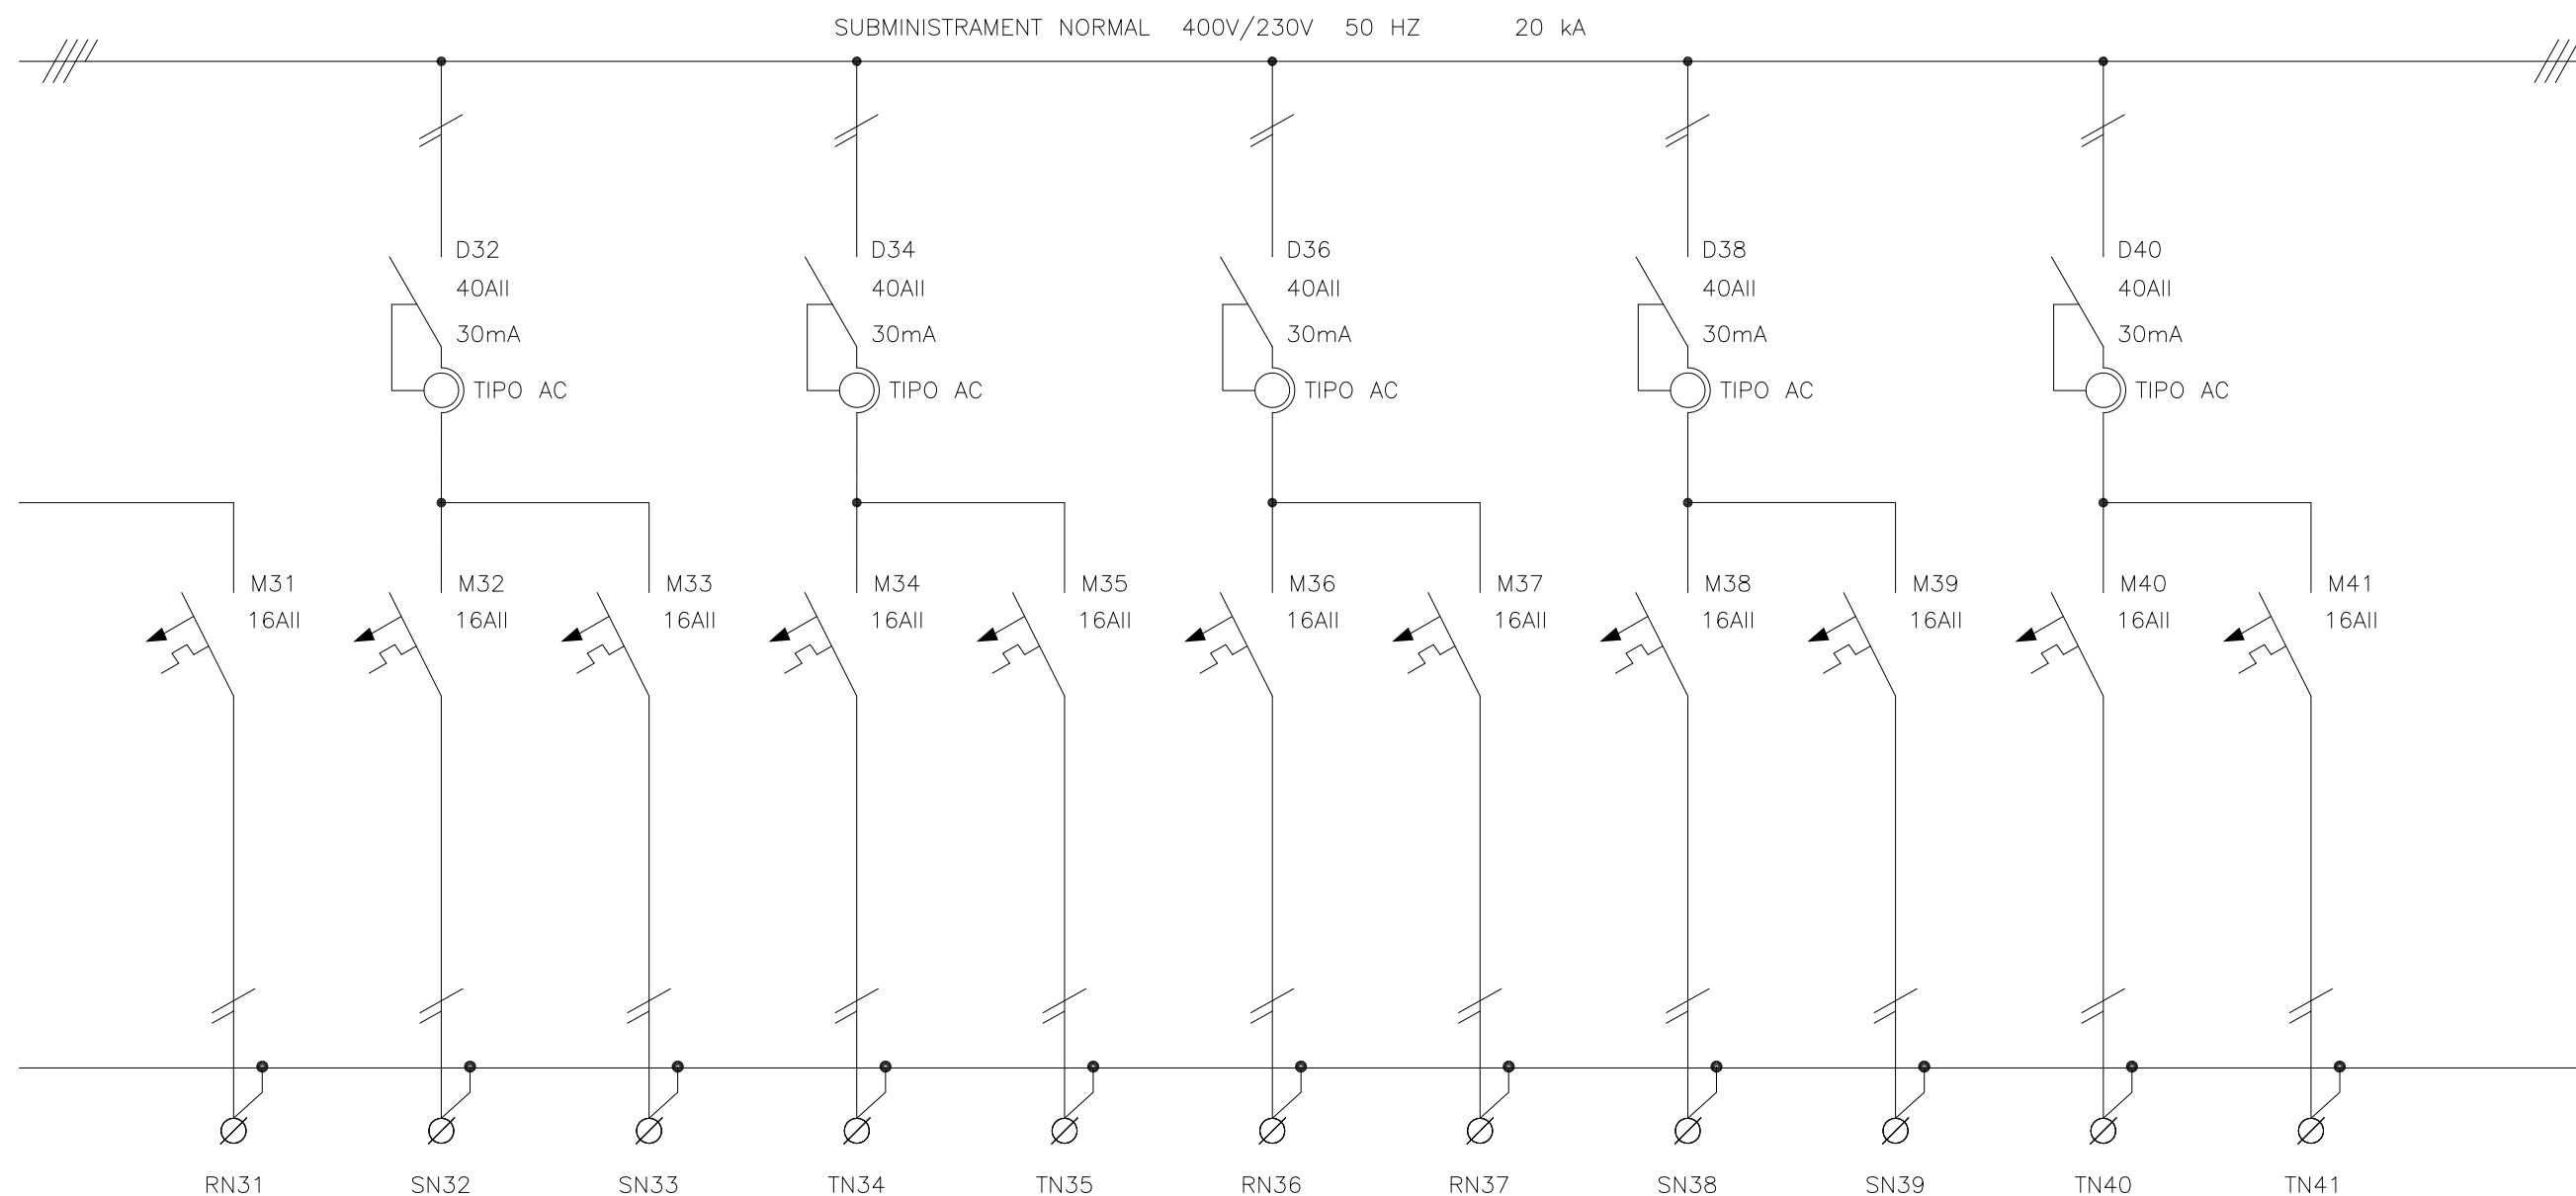 SUBMINISTRAMENT NORMAL 400V/230V 50 HZ 20 kA
D32 D34 D36 D38 D40
40AII 40AII 40AII 40AII 40AII
30mA 30mA 30mA 30mA 30mA
TIPO AC TIPO AC TIPO AC TIPO AC TIPO AC
M31 M32 M33 M34 M35 M36 M37 M38 M39 M40 M41
16AII 16AII 16AII 16AII 16AII 16AII 16AII 16AII 16AII 16AII 16AII
RN31 SN32 SN33 TN34 TN35 RN36 RN37 SN38 SN39 TN40 TN41